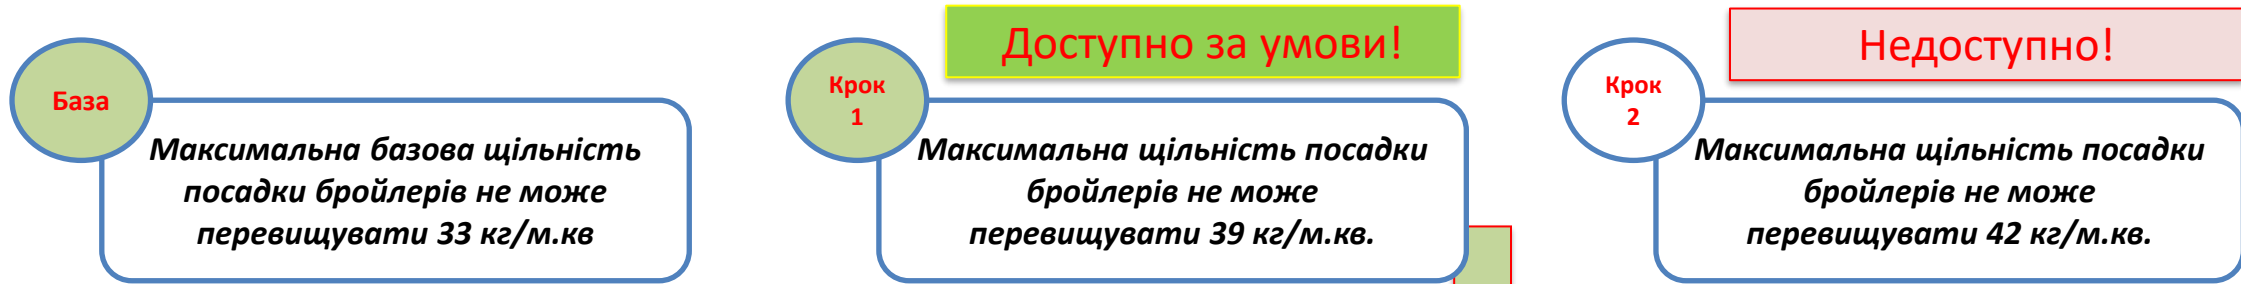 База
Максимальна базова щільність
посадки бройлерів не може
перевищувати 33 кг/м.кв
Доступно за умови!
Крок
1
Максимальна щільність посадки
бройлерів не може
перевищувати 39 кг/м.кв.
Недоступно!
Крок
2
Максимальна щільність посадки
бройлерів не може
перевищувати 42 кг/м.кв.